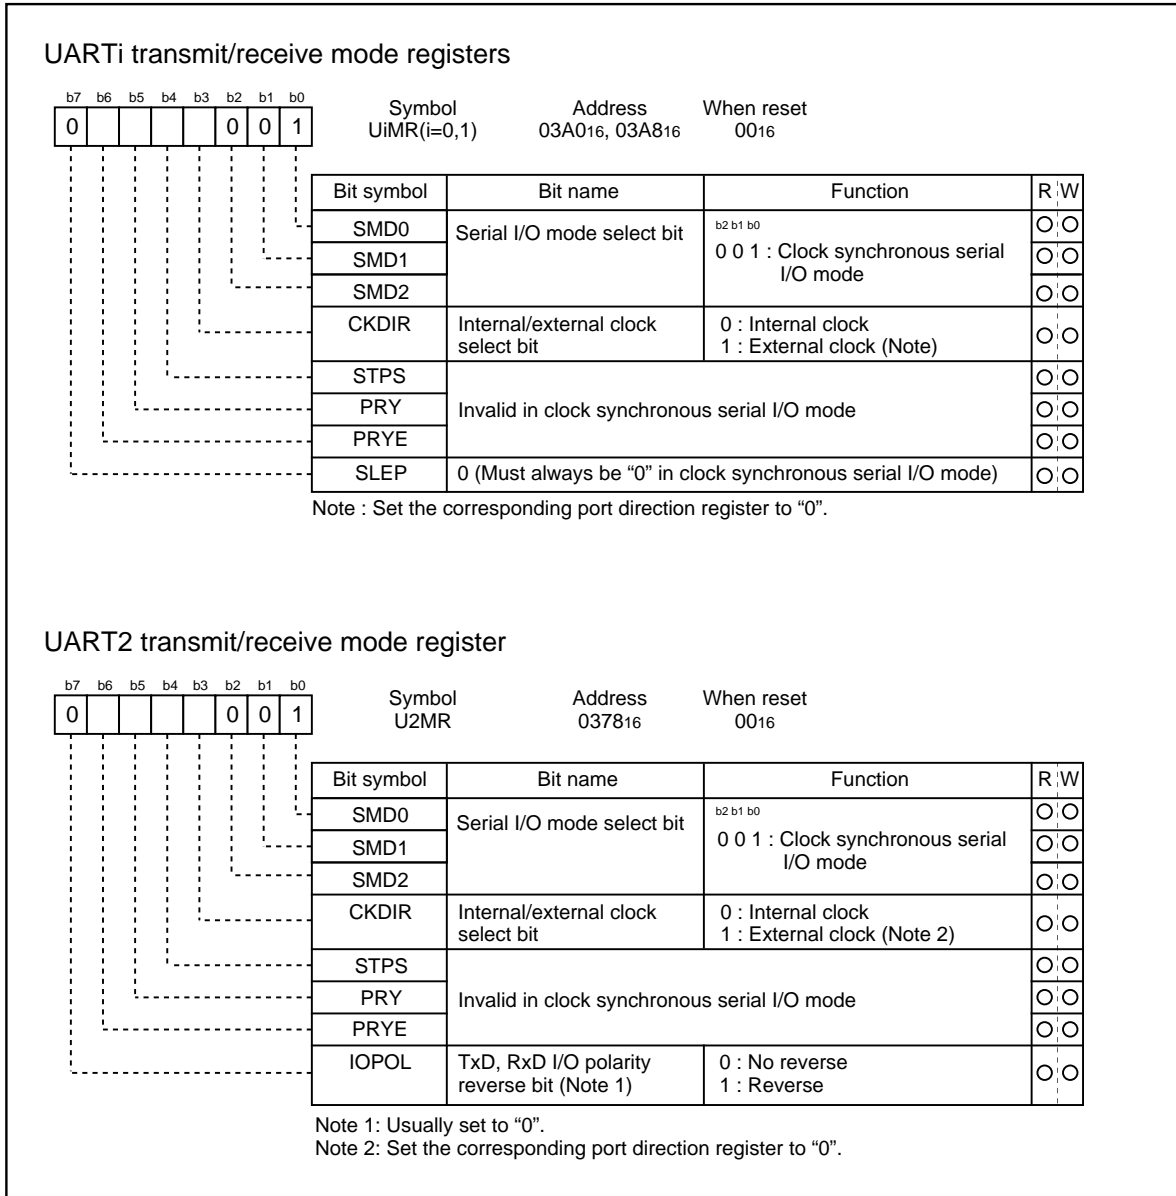 UARTi transmit/receive mode registers
b7 b6 b5 b4 b3 b2 b1 b0
0 0 0 1
Symbol Address When reset
UiMR(i=0,1) 03A016, 03A816 0016
Bit symbol Bit name Function R W
SMD0 Serial I/O mode select bit b2 b1 b0
SMD1 0 0 1 : Clock synchronous serial
I/O mode
SMD2
CKDIR Internal/external clock 0 : Internal clock
select bit 1 : External clock (Note)
STPS
PRY Invalid in clock synchronous serial I/O mode
PRYE
SLEP 0 (Must always be “0” in clock synchronous serial I/O mode)
Note : Set the corresponding port direction register to “0”.
UART2 transmit/receive mode register
b7 b6 b5 b4 b3 b2 b1 b0
0 0 0 1
Symbol Address When reset
U2MR 037816 0016
Bit symbol Bit name Function R W
SMD0 Serial I/O mode select bit b2 b1 b0
SMD1 0 0 1 : Clock synchronous serial
I/O mode
SMD2
CKDIR Internal/external clock 0 : Internal clock
select bit 1 : External clock (Note 2)
STPS
PRY Invalid in clock synchronous serial I/O mode
PRYE
IOPOL TxD, RxD I/O polarity 0 : No reverse
reverse bit (Note 1) 1 : Reverse
Note 1: Usually set to “0”.
Note 2: Set the corresponding port direction register to “0”.